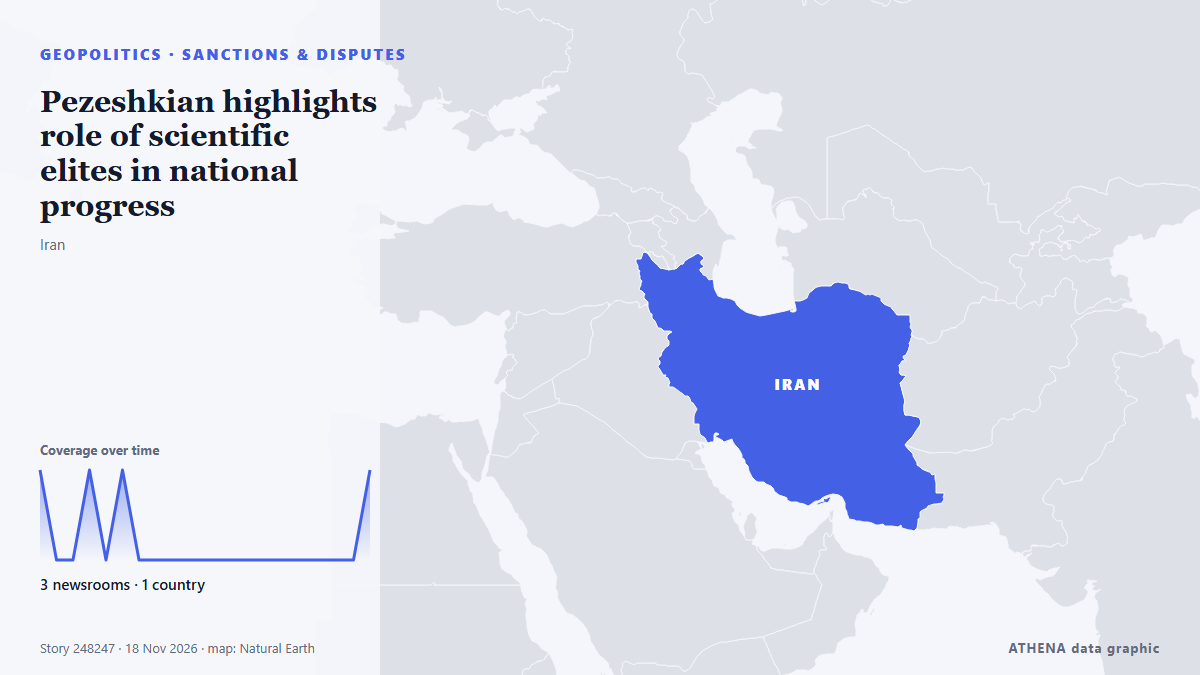 GEOPOLITICS · SANCTIONS & DISPUTES
Pezeshkian highlights
role of scientific
elites in national
progress
Iran
IRAN
Coverage over time
3 newsrooms · 1 country
Story 248247 · 18 Nov 2026 · map: Natural Earth
ATHENA data graphic